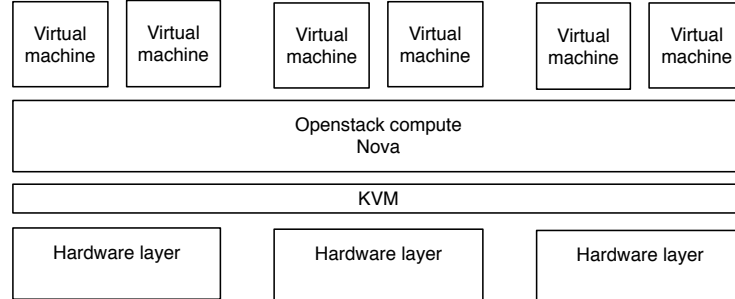 Virtual
machine
Virtual
machine
Virtual
machine
Virtual
machine
Virtual
machine
Virtual
machine
Openstack compute
Nova
KVM
Hardware layer
Hardware layer
Hardware layer